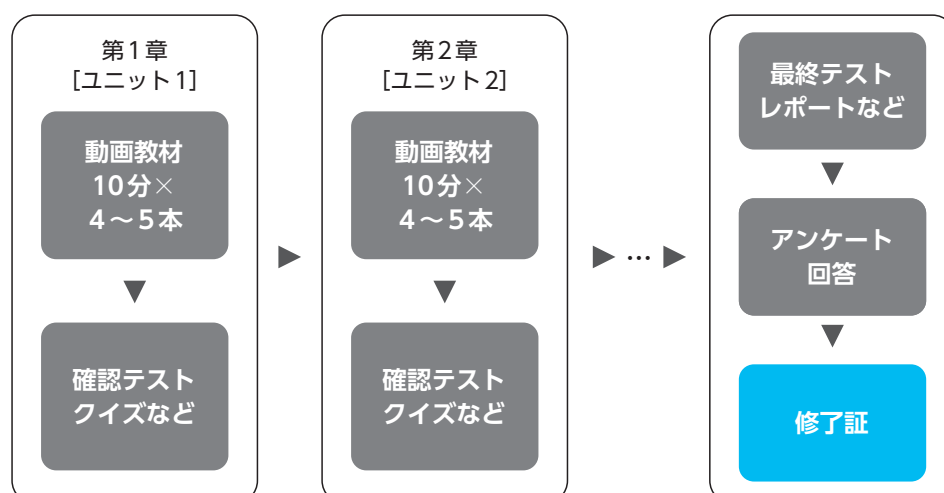 第1章
[ユニット1]
動画教材
10分×
4～5本
確認テスト
クイズなど
第2章
[ユニット2]
動画教材
10分×
4～5本
確認テスト
クイズなど
…
最終テスト
レポートなど
アンケート
回答
修了証